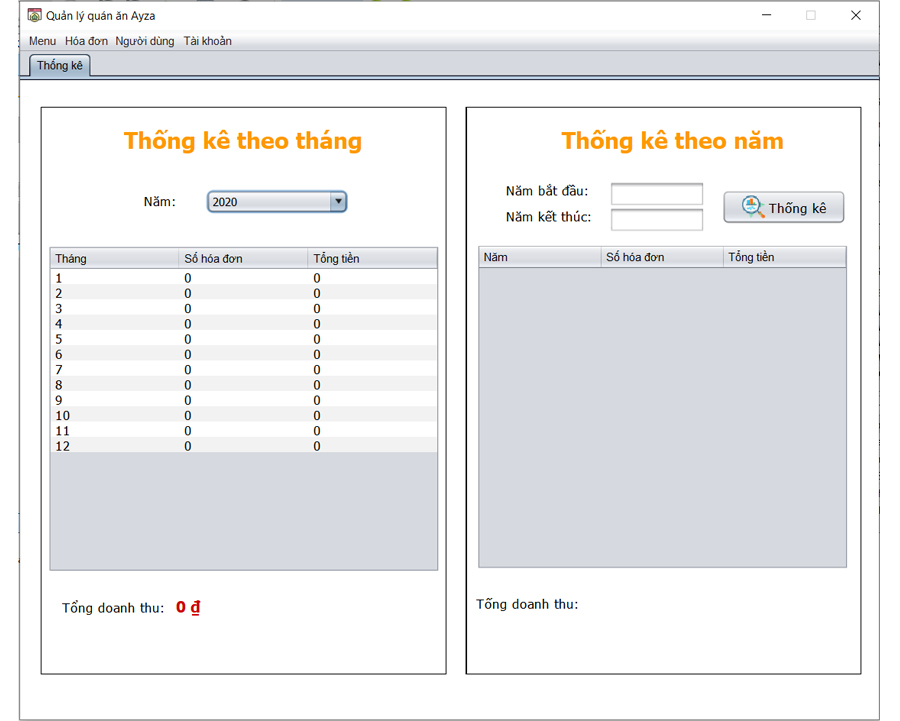 Quản lý quán ăn Ayza
Menu Hóa đơn Người dùng Tài khoản
Thống kê
Thống kê theo tháng
Năm: 2020
Tháng Số hóa đơn Tổng tiền
1 0 0
2 0 0
3 0 0
4 0 0
5 0 0
6 0 0
7 0 0
8 0 0
9 0 0
10 0 0
11 0 0
12 0 0
Tổng doanh thu: 0 ₫
Thống kê theo năm
Năm bắt đầu:
Năm kết thúc:
Thống kê
Năm Số hóa đơn Tổng tiền
Tổng doanh thu: